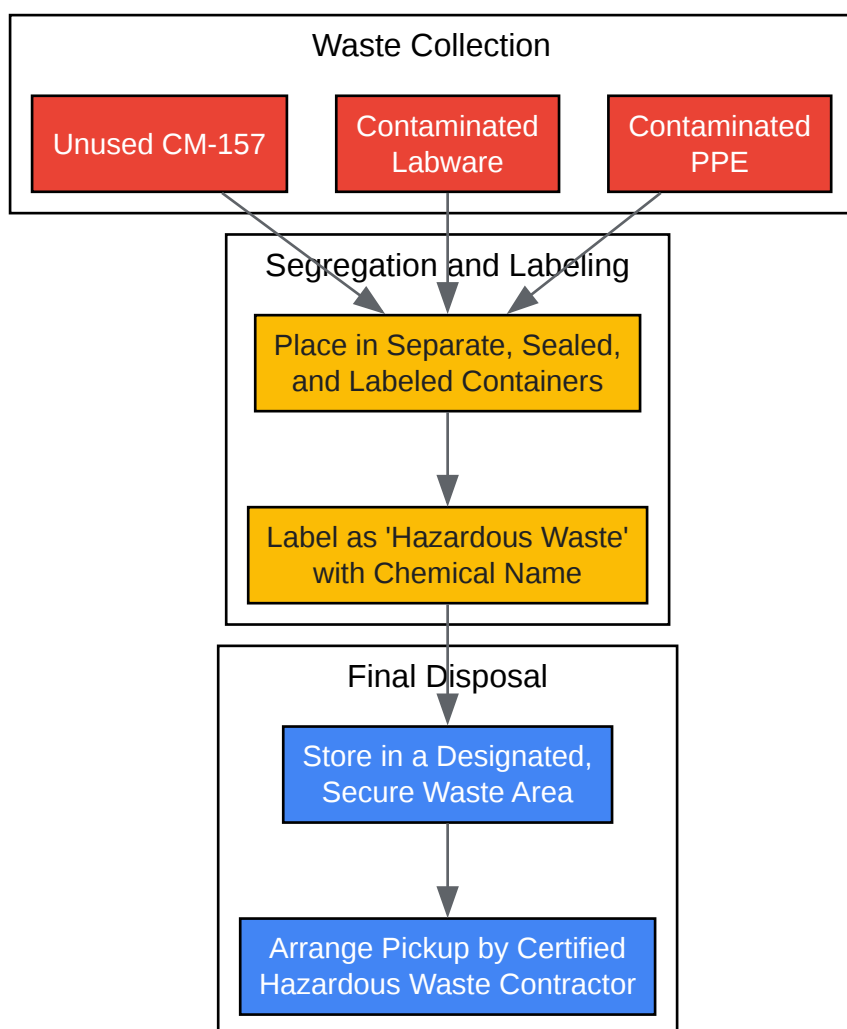 Waste Collection
Unused CM-157
Contaminated
Labware
Contaminated
PPE
Segregation and Labeling
Place in Separate, Sealed,
and Labeled Containers
Label as 'Hazardous Waste'
with Chemical Name
Final Disposal
Store in a Designated,
Secure Waste Area
Arrange Pickup by Certified
Hazardous Waste Contractor